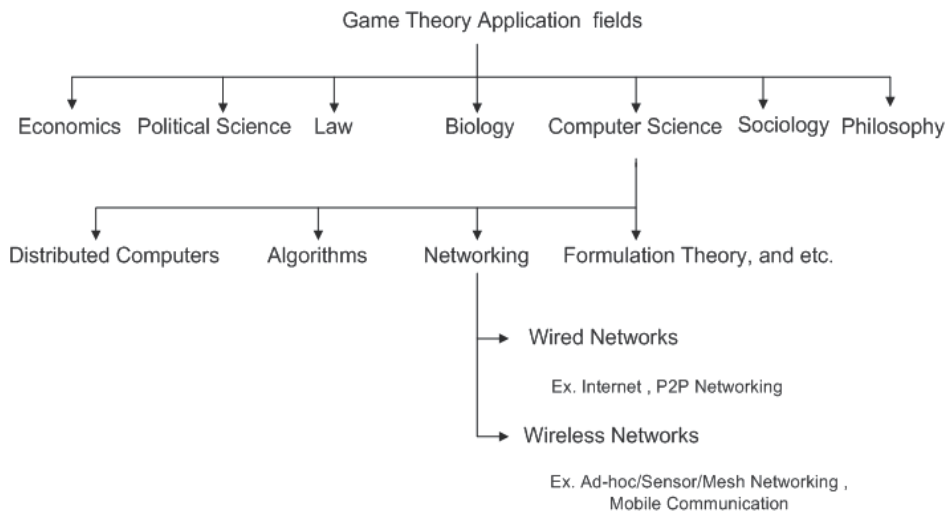 Game Theory Application fields
Economics Political Science Law Biology Computer Science Sociology Philosophy
Distributed Computers Algorithms Networking Formulation Theory, and etc.
Wired Networks
Ex. Internet , P2P Networking
Wireless Networks
Ex. Ad-hoc/Sensor/Mesh Networking ,
Mobile Communication